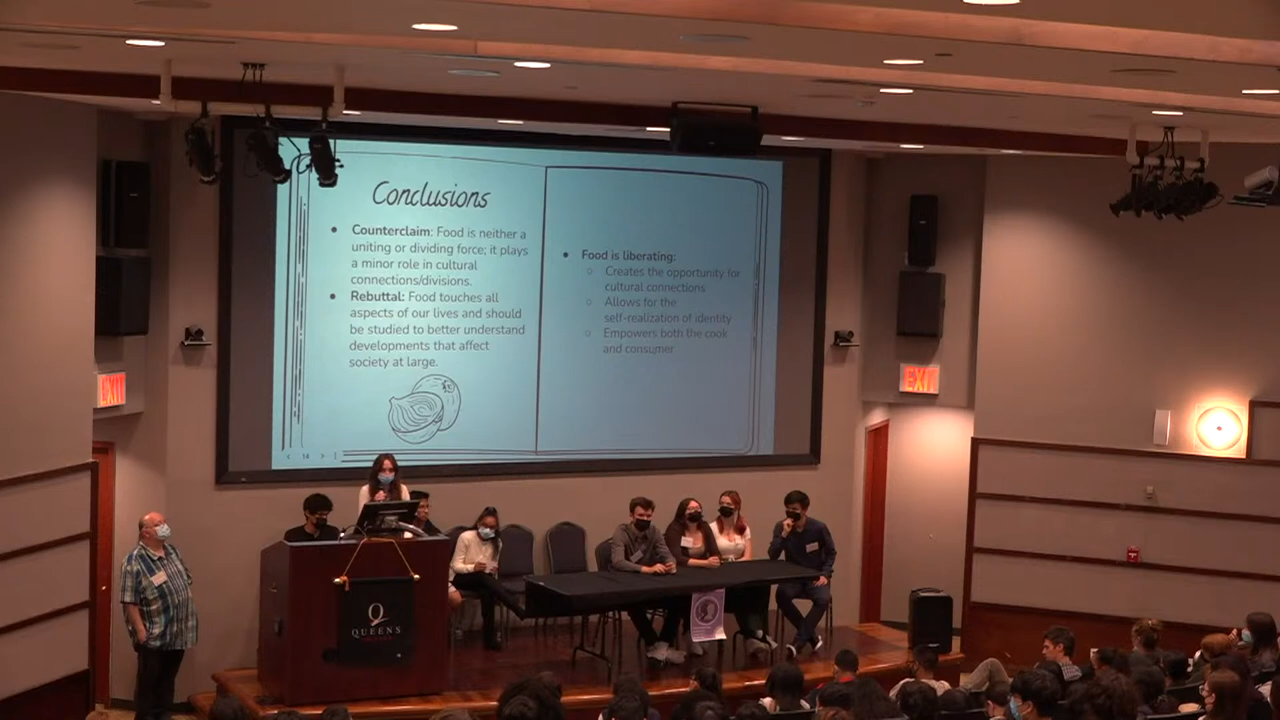 Conclusions
● Counterclaim: Food is neither a
uniting or dividing force; it plays
a minor role in cultural
connections/divisions.
● Rebuttal: Food touches all
aspects of our lives and should
be studied to better understand
developments that affect
society at large.
< 14 >
● Food is liberating:
○ Creates the opportunity for
cultural connections
○ Allows for the
self-realization of identity
○ Empowers both the cook
and consumer
EXIT
EXIT
Q
QUEENS